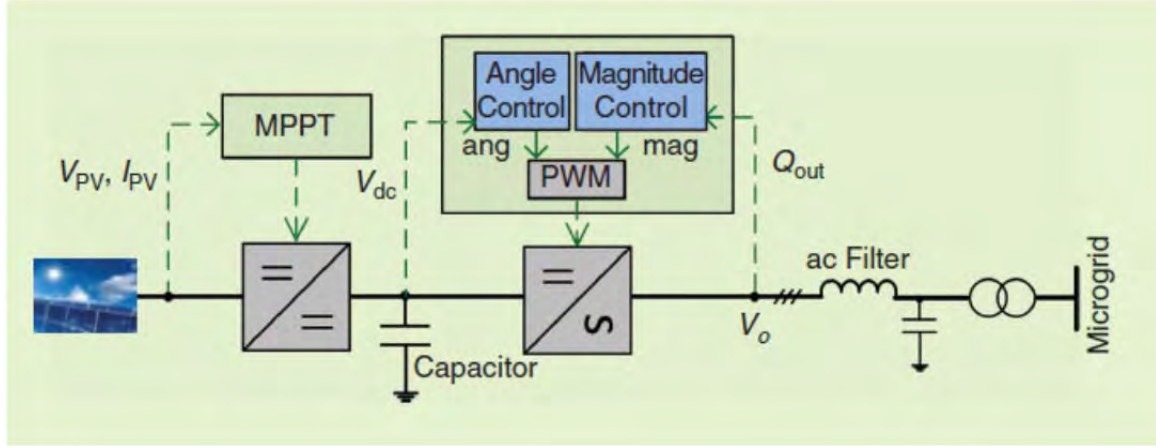 Angle
Control
Magnitude
Control
MPPT
ang
mag
V_PV, I_PV
V_dc
PWM
Q_out
ac Filter
V_o
Capacitor
Microgrid